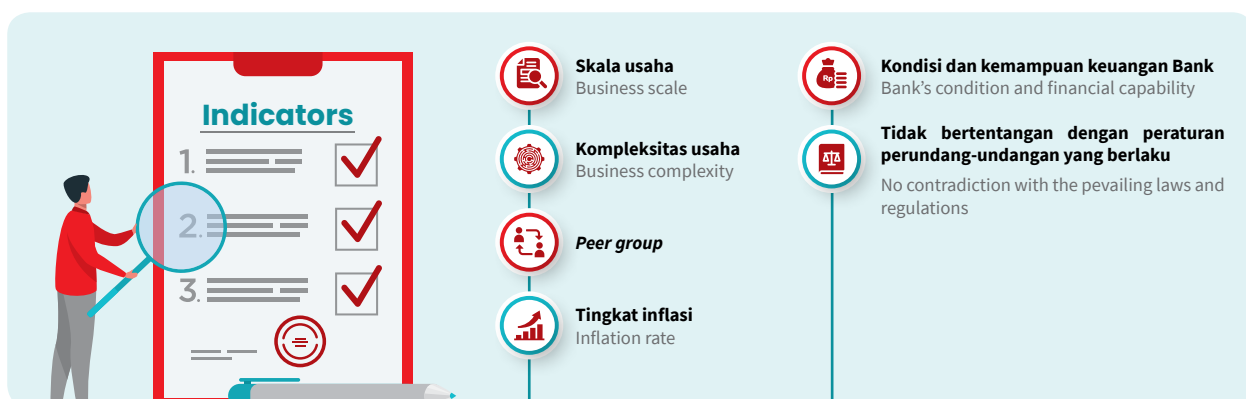 Indicators
1.
2.
3.
Skala usaha
Business scale
Kompleksitas usaha
Business complexity
Peer group
Tingkat inflasi
Inflation rate
Rp
Kondisi dan kemampuan keuangan Bank
Bank's condition and financial capability
Tidak bertentangan dengan peraturan
perundang-undangan yang berlaku
No contradiction with the pevailing laws and
regulations